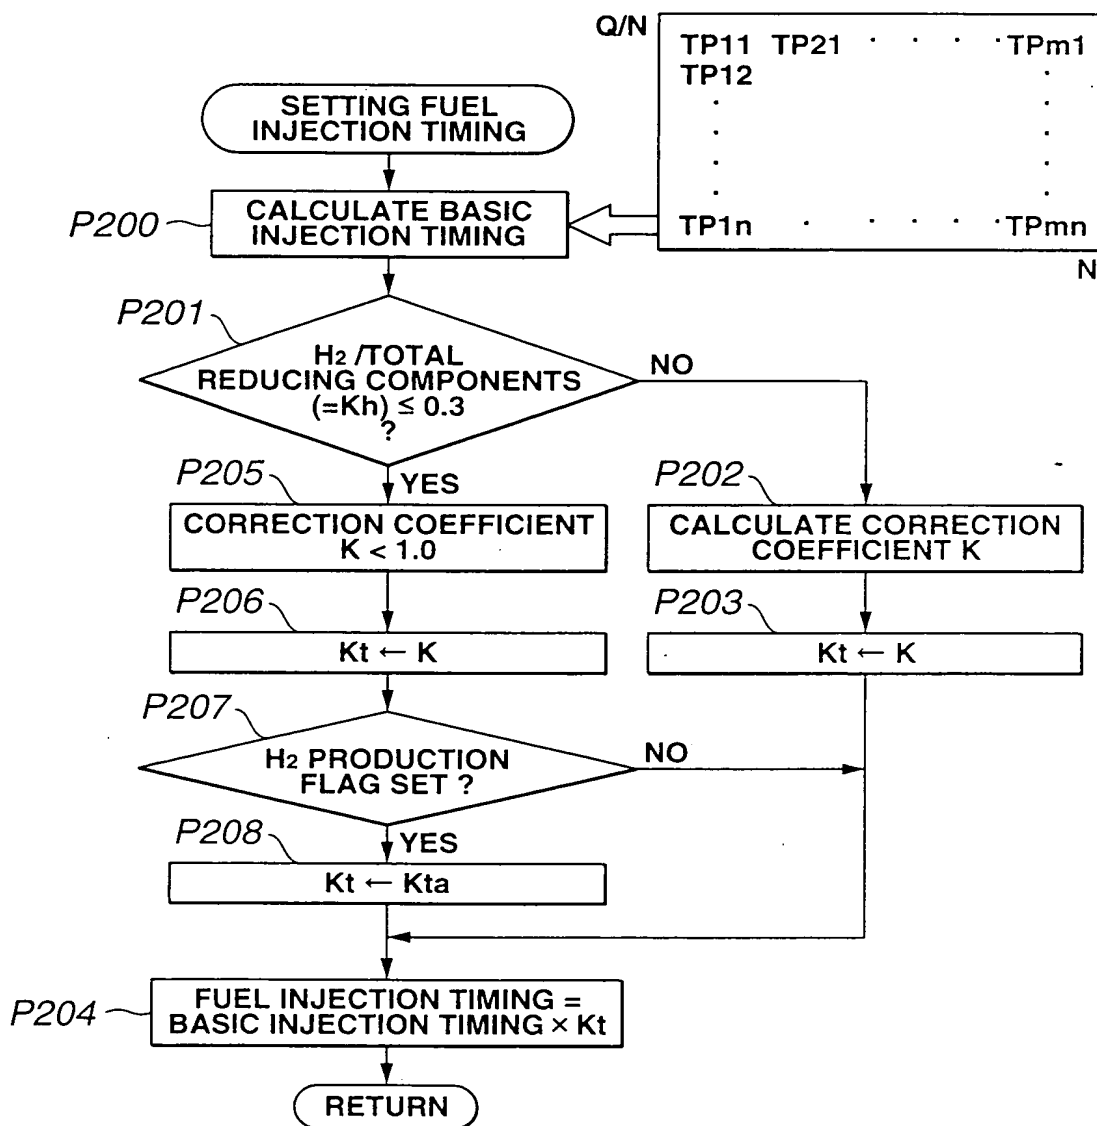 Q/N
TP11 TP21 · · · · TPm1
TP12 ·
· ·
· ·
· ·
· ·
TP1n · · · · · TPmn
N
SETTING FUEL
INJECTION TIMING
P200
CALCULATE BASIC
INJECTION TIMING
P201
H2 /TOTAL
REDUCING COMPONENTS
(=Kh) ≤ 0.3
?
NO
YES
P205
CORRECTION COEFFICIENT
K < 1.0
P202
CALCULATE CORRECTION
COEFFICIENT K
P206
Kt ← K
P203
Kt ← K
P207
H2 PRODUCTION
FLAG SET ?
NO
YES
P208
Kt ← Kta
P204
FUEL INJECTION TIMING =
BASIC INJECTION TIMING × Kt
RETURN